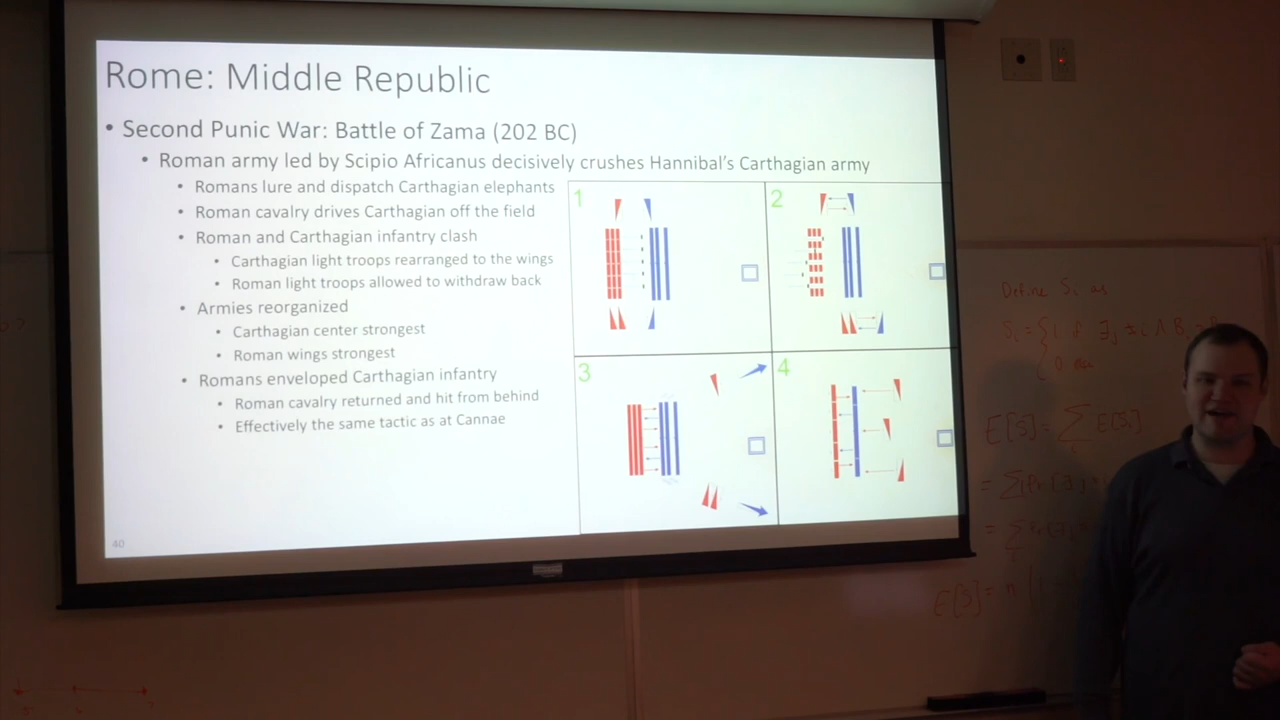 Rome: Middle Republic
• Second Punic War: Battle of Zama (202 BC)
• Roman army led by Scipio Africanus decisively crushes Hannibal's Carthagian army
• Romans lure and dispatch Carthagian elephants
• Roman cavalry drives Carthagian off the field
• Roman and Carthagian infantry clash
• Carthagian light troops rearranged to the wings
• Roman light troops allowed to withdraw back
• Armies reorganized
• Carthagian center strongest
• Roman wings strongest
• Romans enveloped Carthagian infantry
• Roman cavalry returned and hit from behind
• Effectively the same tactic as at Cannae
1
2
3
4
40
Define Si as
E[S] = ∑ E[Si]
E[S] = n